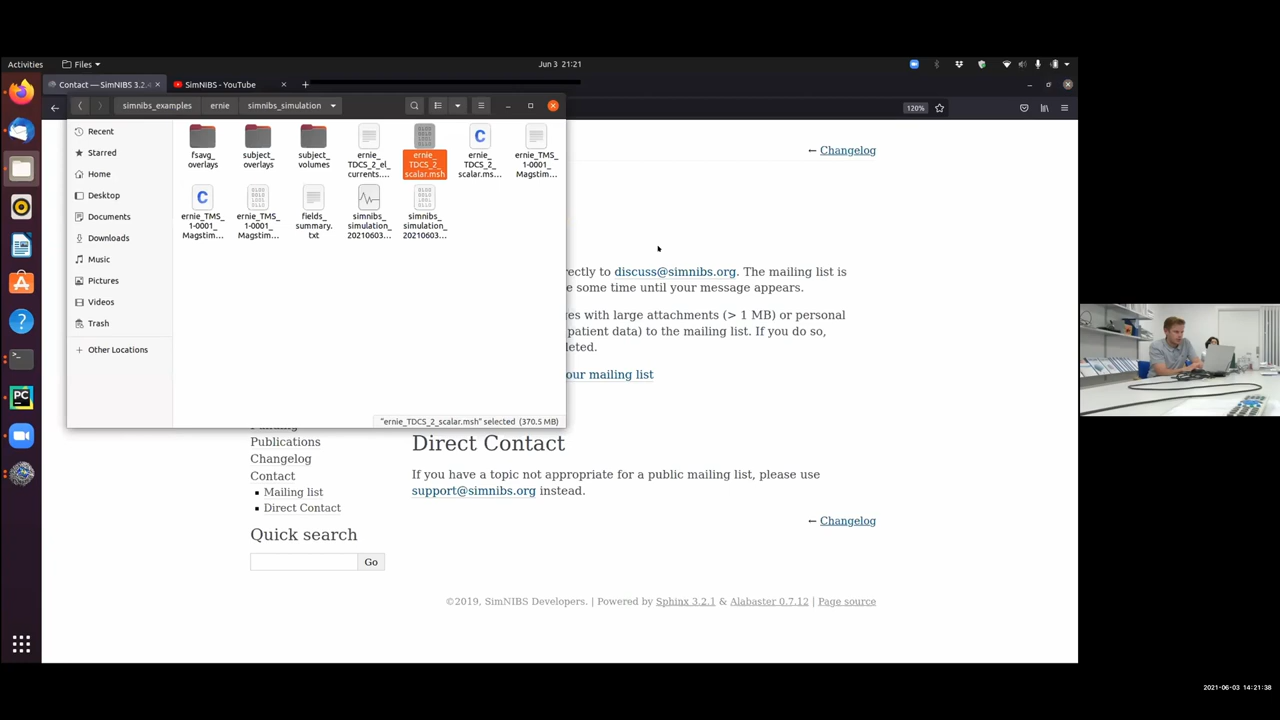 Activities
Files
Jun 3 21:21
Contact — SimNIBS 3.2.
SimNIBS - YouTube
simnibs_examples
ernie
simnibs_simulation
120%
Recent
Starred
Home
Desktop
Documents
Downloads
Music
Pictures
Videos
Trash
Other Locations
fsavg_
overlays
subject_
overlays
subject_
volumes
ernie_
TDCS_2_el_
currents....
ernie_
TDCS_2_
scalar.msh
ernie_
TDCS_2_
scalar.ms...
ernie_TMS_
1-0001_
Magstim...
ernie_TMS_
1-0001_
Magstim...
ernie_TMS_
1-0001_
Magstim...
fields_
summary.
txt
simnibs_
simulation_
20210603...
simnibs_
simulation_
20210603...
"ernie_TDCS_2_scalar.msh" selected (370.5 MB)
← Changelog
rectly to discuss@simnibs.org. The mailing list is
e some time until your message appears.
es with large attachments (> 1 MB) or personal
patient data) to the mailing list. If you do so,
leted.
our mailing list
Publications
Changelog
Contact
Mailing list
Direct Contact
Quick search
Go
Direct Contact
If you have a topic not appropriate for a public mailing list, please use
support@simnibs.org instead.
← Changelog
©2019, SimNIBS Developers. | Powered by Sphinx 3.2.1 & Alabaster 0.7.12 | Page source
2021-06-03 14:21:38